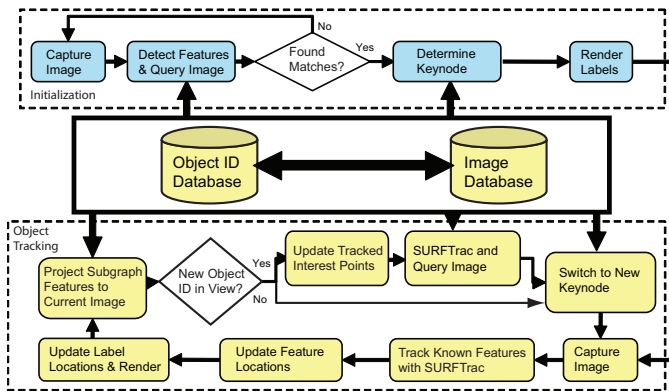 No
Capture
Image
Detect Features
& Query Image
Found
Matches?
Yes
Determine
Keynode
Render
Labels
Initialization
Object ID
Database
Image
Database
Object
Tracking
Project Subgraph
Features to
Current Image
New Object
ID in View?
Yes
No
Update Tracked
Interest Points
SURFTrac and
Query Image
Switch to New
Keynode
Update Label
Locations & Render
Update Feature
Locations
Track Known Features
with SURFTrac
Capture
Image